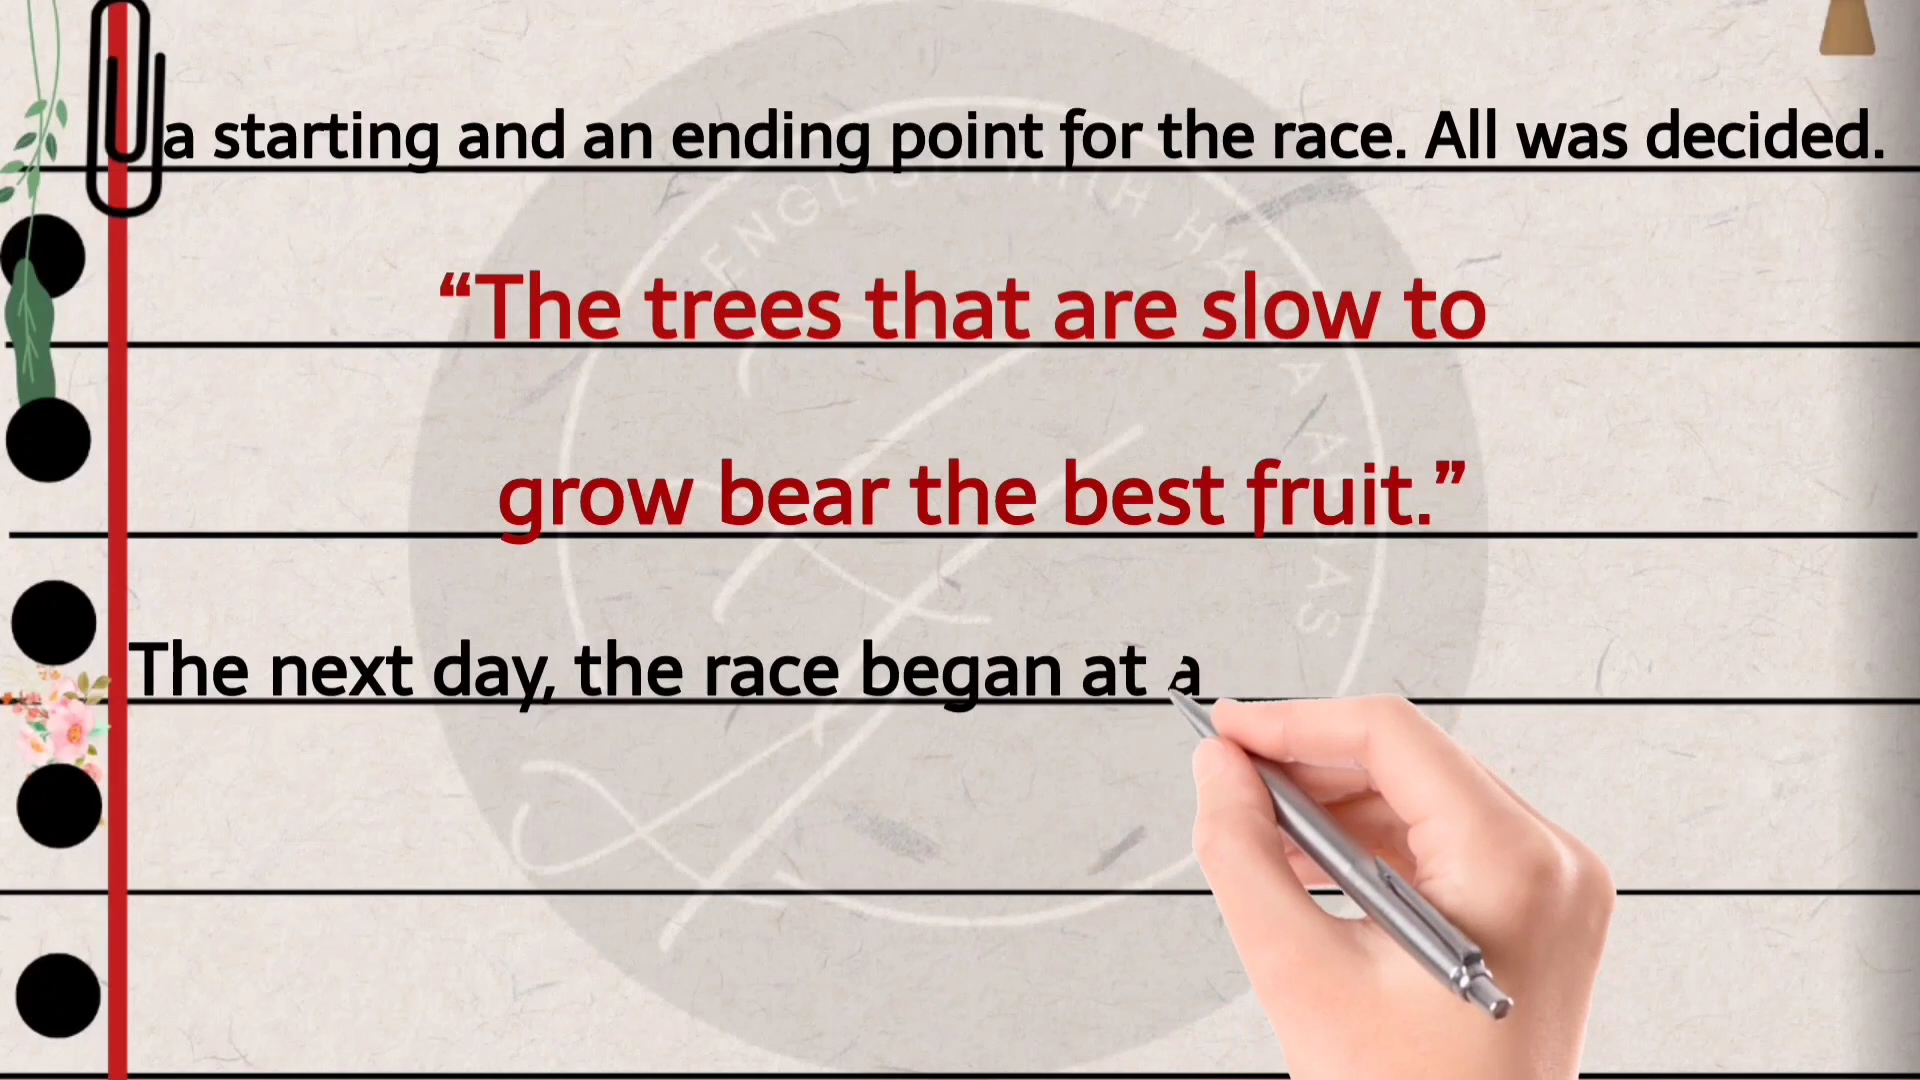 a starting and an ending point for the race. All was decided.
“The trees that are slow to
grow bear the best fruit.”
The next day, the race began at a